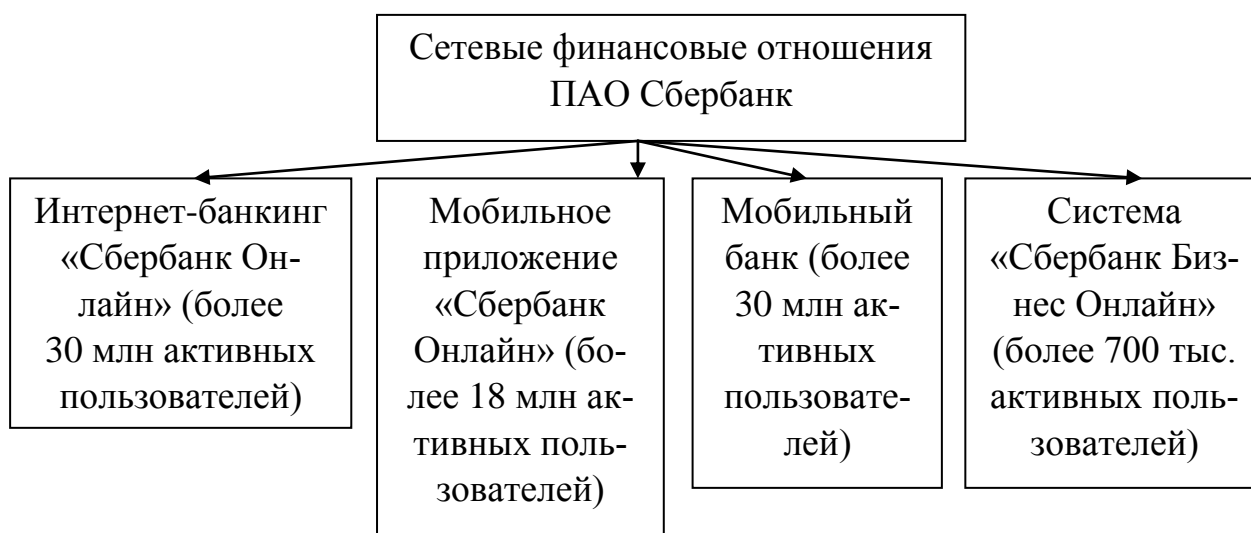 Сетевые финансовые отношения
ПАО Сбербанк
Интернет-банкинг
«Сбербанк Он-
лайн» (более
30 млн активных
пользователей)
Мобильное
приложение
«Сбербанк
Онлайн» (бо-
лее 18 млн ак-
тивных поль-
зователей)
Мобильный
банк (более
30 млн ак-
тивных
пользовате-
лей)
Система
«Сбербанк Биз-
нес Онлайн»
(более 700 тыс.
активных поль-
зователей)